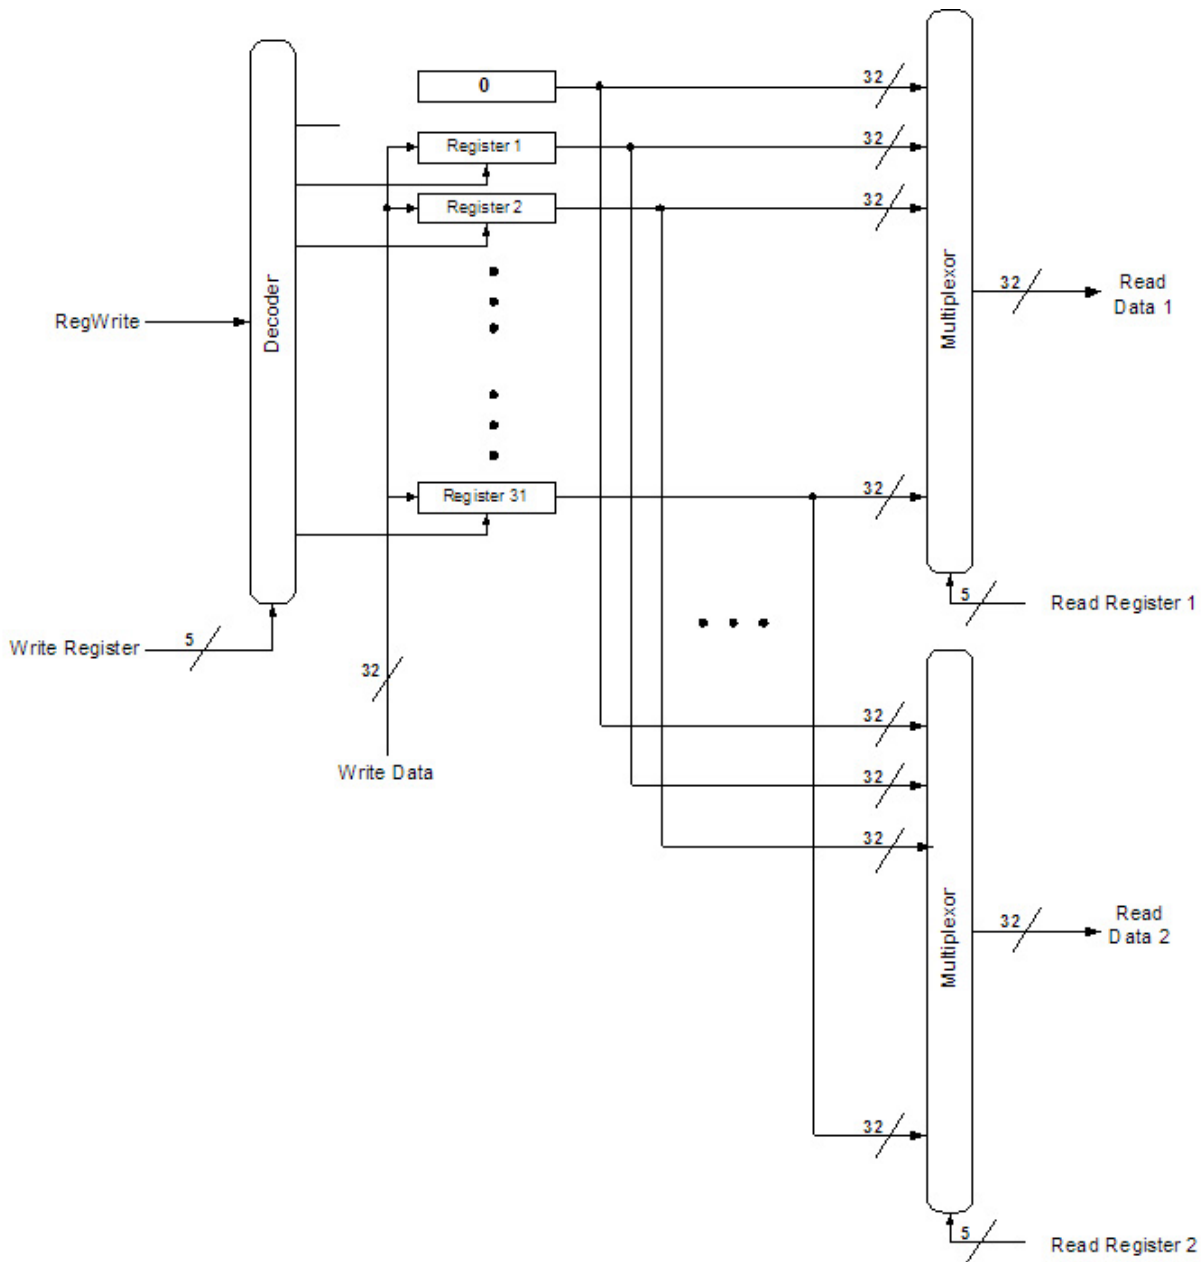 0
32
Register 1
32
Register 2
32
Multiplexor
32
Read
Data 1
RegWrite
Decoder
Register 31
32
5
Read Register 1
Write Register
5
32
Write Data
32
32
32
Multiplexor
32
Read
Data 2
32
5
Read Register 2